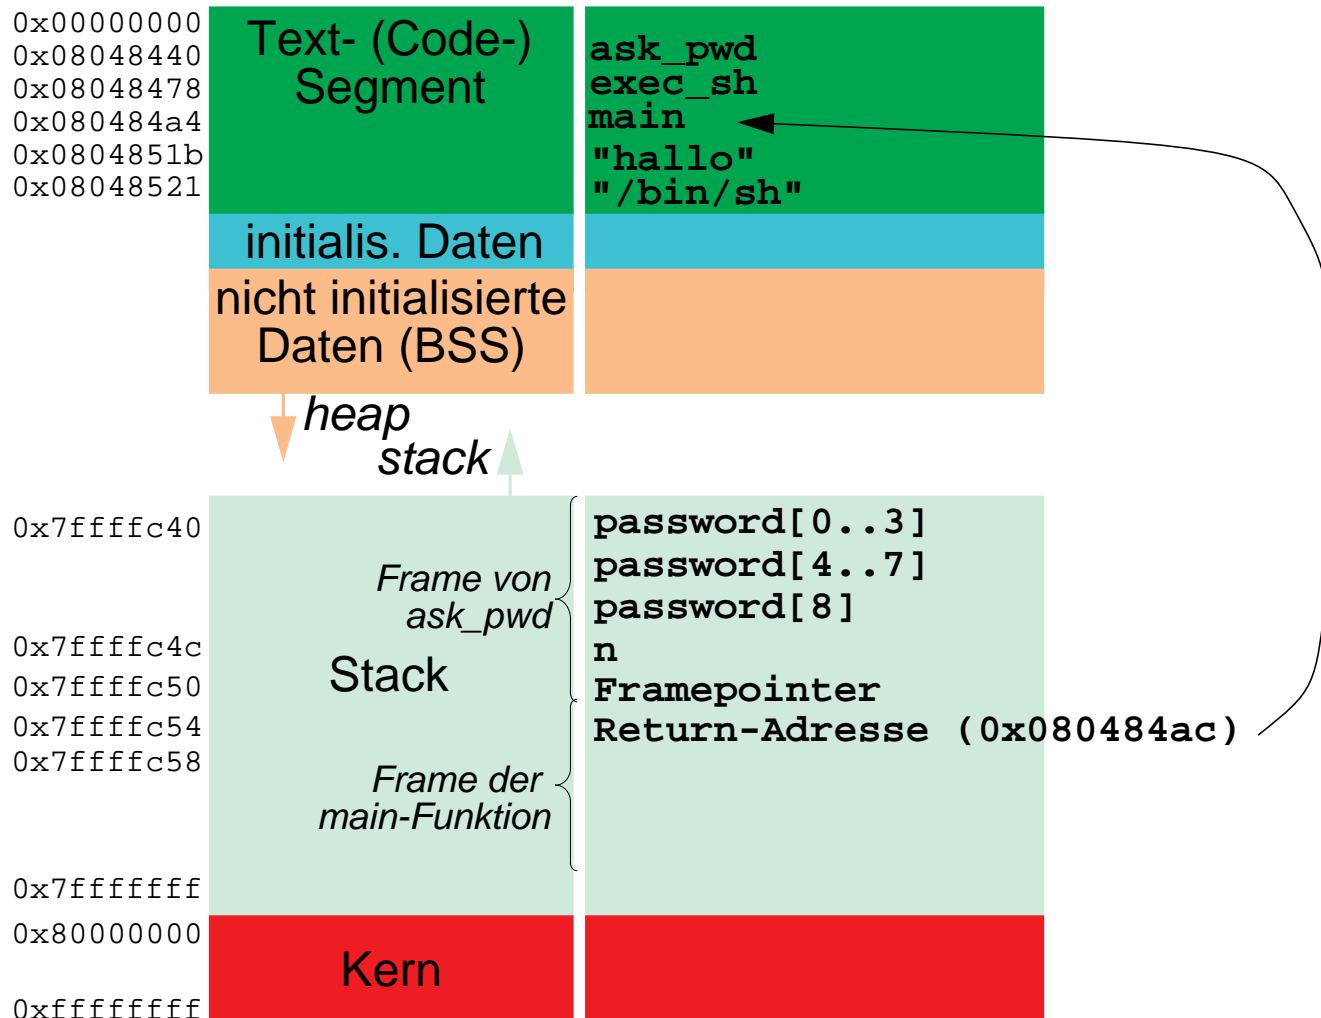 0x00000000
0x08048440
0x08048478
0x080484a4
0x0804851b
0x08048521
Text- (Code-)
Segment
ask_pwd
exec_sh
main
"hallo"
"/bin/sh"
initialis. Daten
nicht initialisierte
Daten (BSS)
heap
stack
0x7ffffc40
0x7ffffc4c
0x7ffffc50
0x7ffffc54
0x7ffffc58
0x7fffffff
0x80000000
0xffffffff
Frame von
ask_pwd
Stack
Frame der
main-Funktion
password[0..3]
password[4..7]
password[8]
n
Framepointer
Return-Adresse (0x080484ac)
Kern